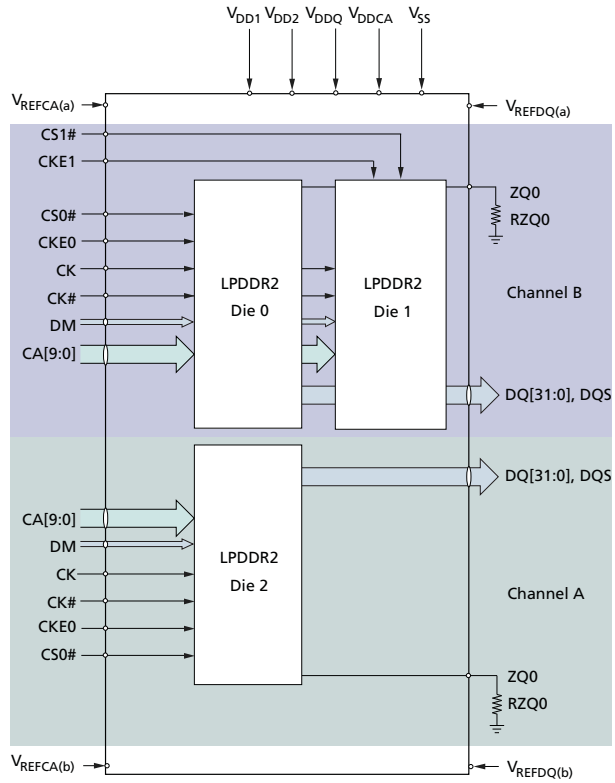 VDD1 VDD2 VDDQ VDDCA VSS
VREFCA(a)
VREFDQ(a)
CS1#
CKE1
ZQ0
RZQ0
CS0#
CKE0
CK
CK#
DM
CA[9:0]
LPDDR2
Die 0
LPDDR2
Die 1
Channel B
DQ[31:0], DQS
DQ[31:0], DQS
CA[9:0]
DM
CK
CK#
CKE0
CS0#
LPDDR2
Die 2
Channel A
ZQ0
RZQ0
VREFCA(b)
VREFDQ(b)